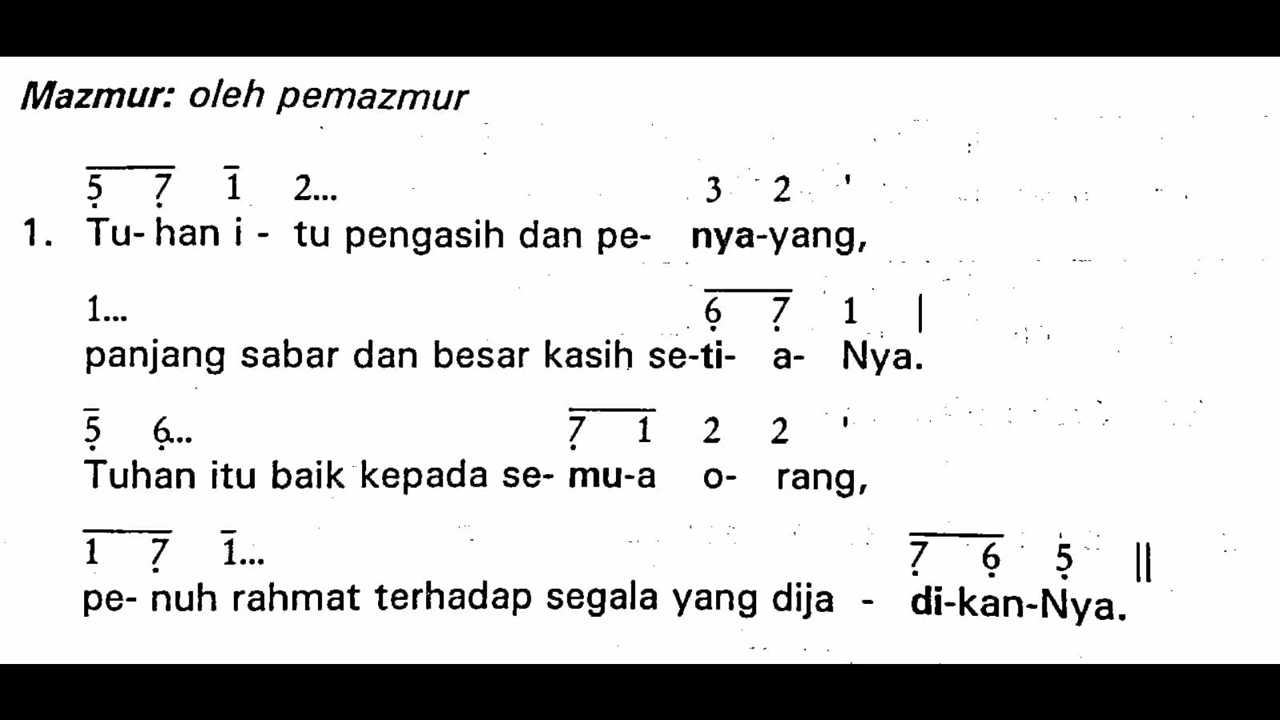 Mazmur: oleh pemazmur
5̣ 7̣ 1 2... 3 2 '
1. Tu- han i - tu pengasih dan pe- nya-yang,
1... 6̣ 7̣ 1 |
panjang sabar dan besar kasih se-ti- a- Nya.
5̣ 6̣... 7̣ 1 2 2 '
Tuhan itu baik kepada se- mu-a o- rang,
1 7̣ 1... 7̣ 6̣ 5̣ ||
pe- nuh rahmat terhadap segala yang dija - di-kan-Nya.